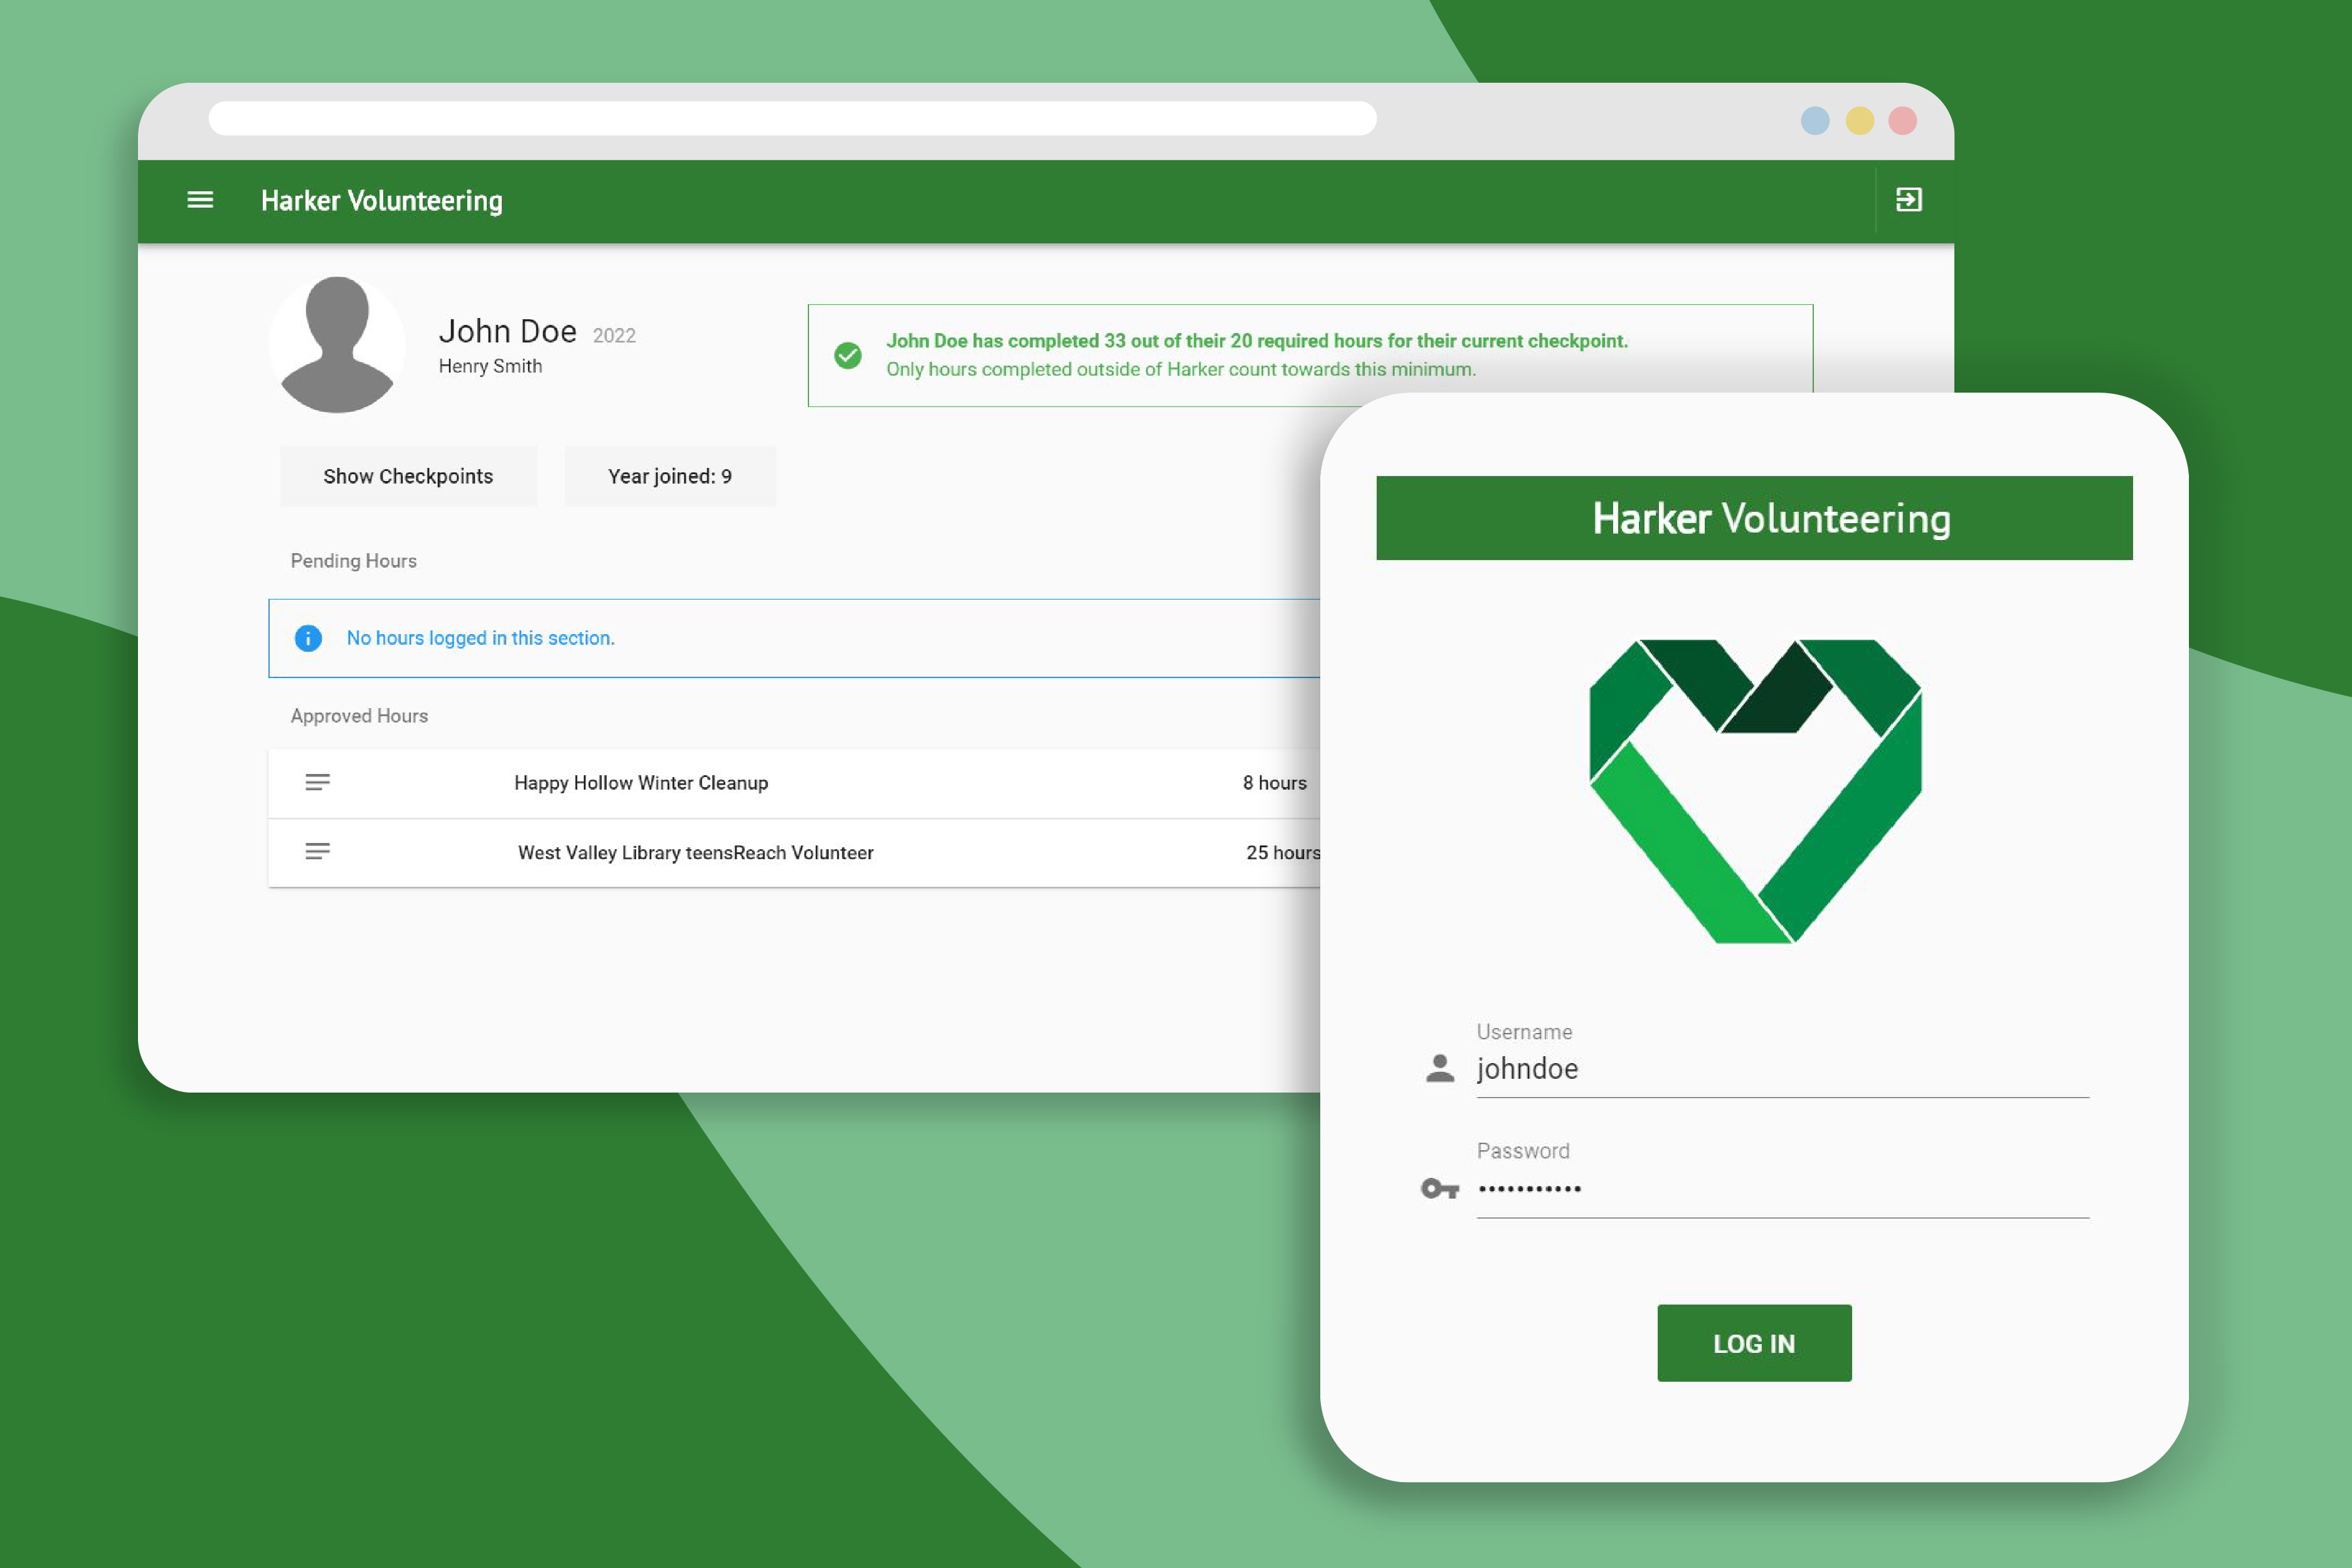 Harker Volunteering
John Doe 2022
Henry Smith
John Doe has completed 33 out of their 20 required hours for their current checkpoint.
Only hours completed outside of Harker count towards this minimum.
Show Checkpoints
Year joined: 9
Pending Hours
No hours logged in this section.
Approved Hours
Happy Hollow Winter Cleanup 8 hours
West Valley Library teensReach Volunteer 25 hours
Harker Volunteering
Username
johndoe
Password
•••••••••••
LOG IN